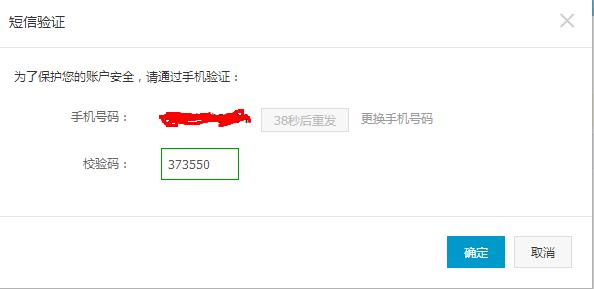 短信验证
为了保护您的账户安全，请通过手机验证：
手机号码： 38秒后重发 更换手机号码
校验码： 373550
确定 取消